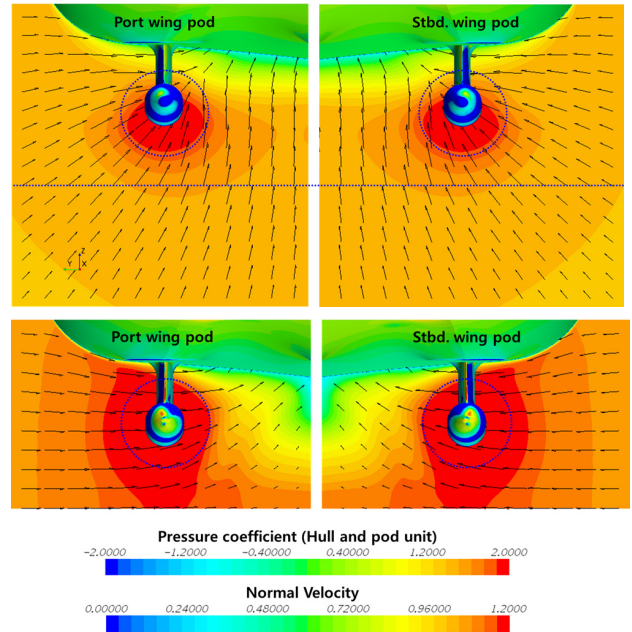 Port wing pod
Stbd. wing pod
Z
Y
X
Port wing pod
Stbd. wing pod
Pressure coefficient (Hull and pod unit)
-2.0000 -1.2000 -0.40000 0.40000 1.2000 2.0000
Normal Velocity
0.00000 0.24000 0.48000 0.72000 0.96000 1.2000